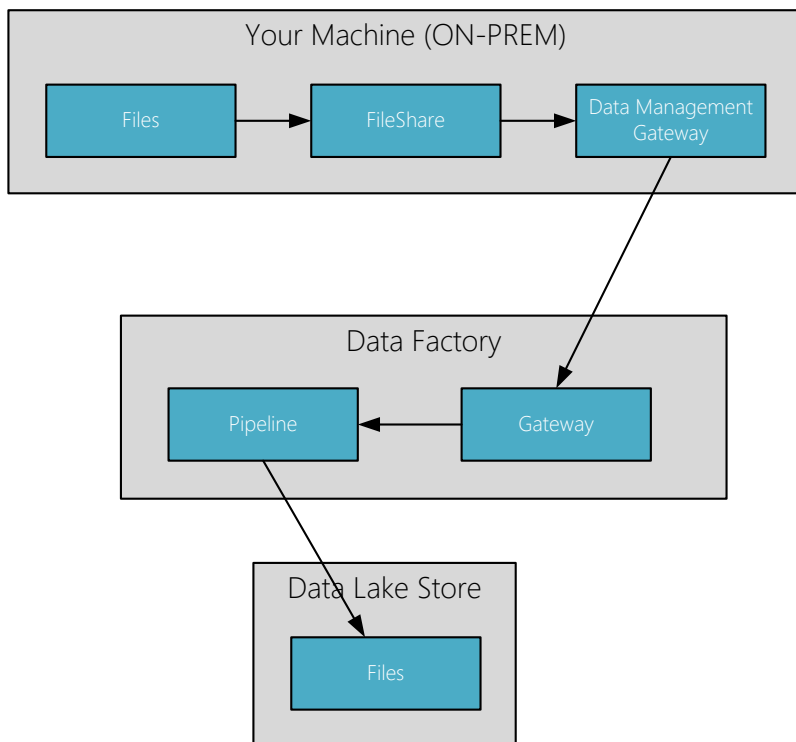 Your Machine (ON-PREM)
Files
FileShare
Data Management
Gateway
Data Factory
Pipeline
Gateway
Data Lake Store
Files